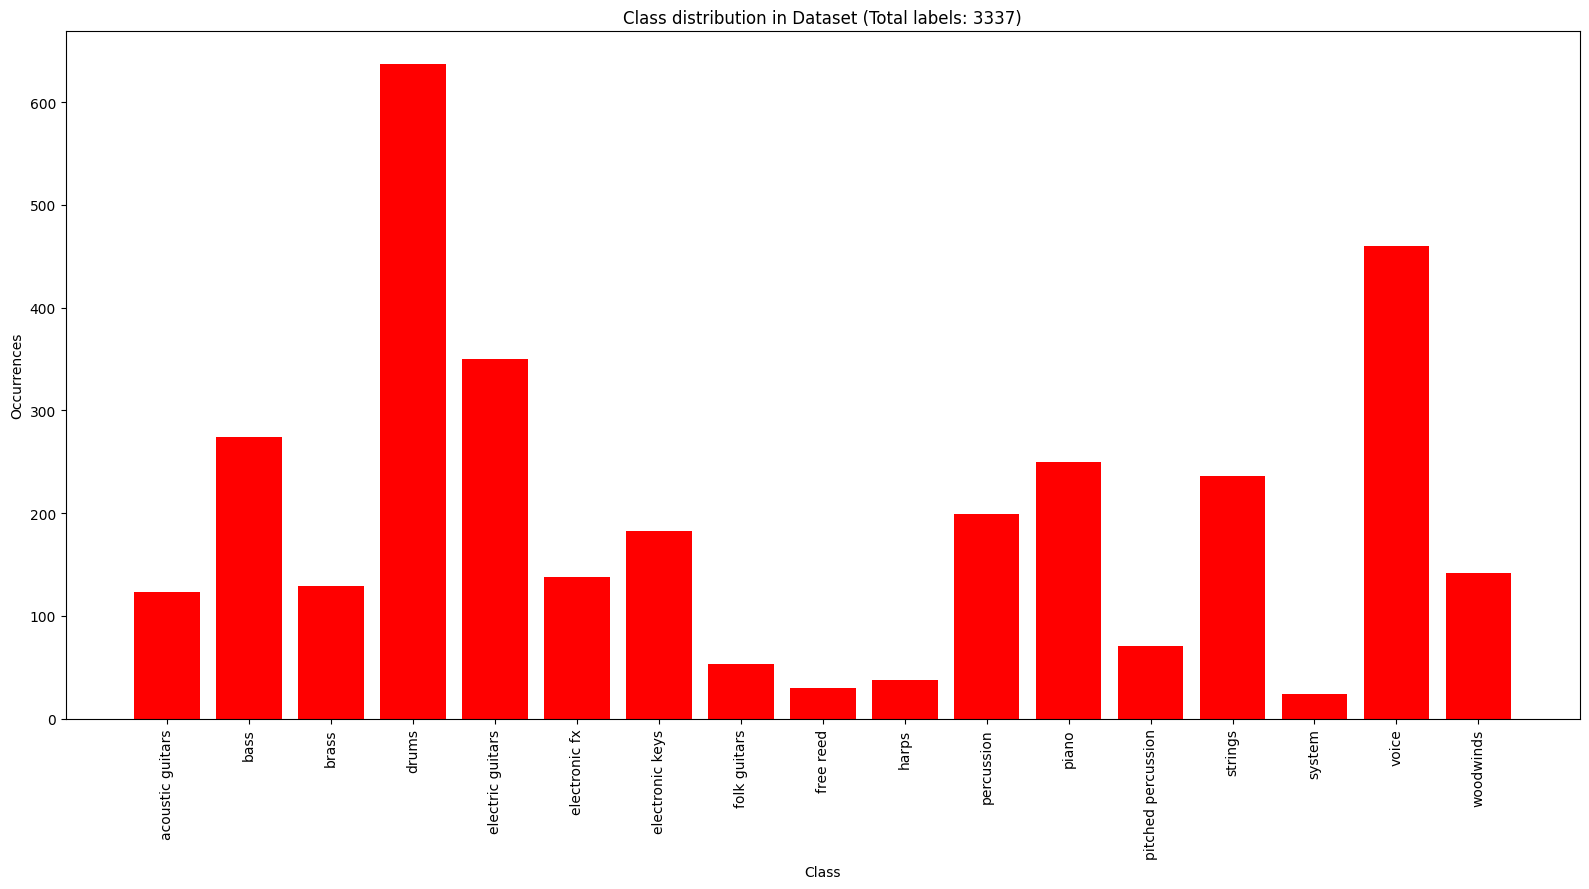 Class distribution in Dataset (Total labels: 3337)
Occurrences
600
500
400
300
200
100
0
acoustic guitars
bass
brass
drums
electric guitars
electronic fx
electronic keys
folk guitars
free reed
harps
percussion
piano
pitched percussion
strings
system
voice
woodwinds
Class